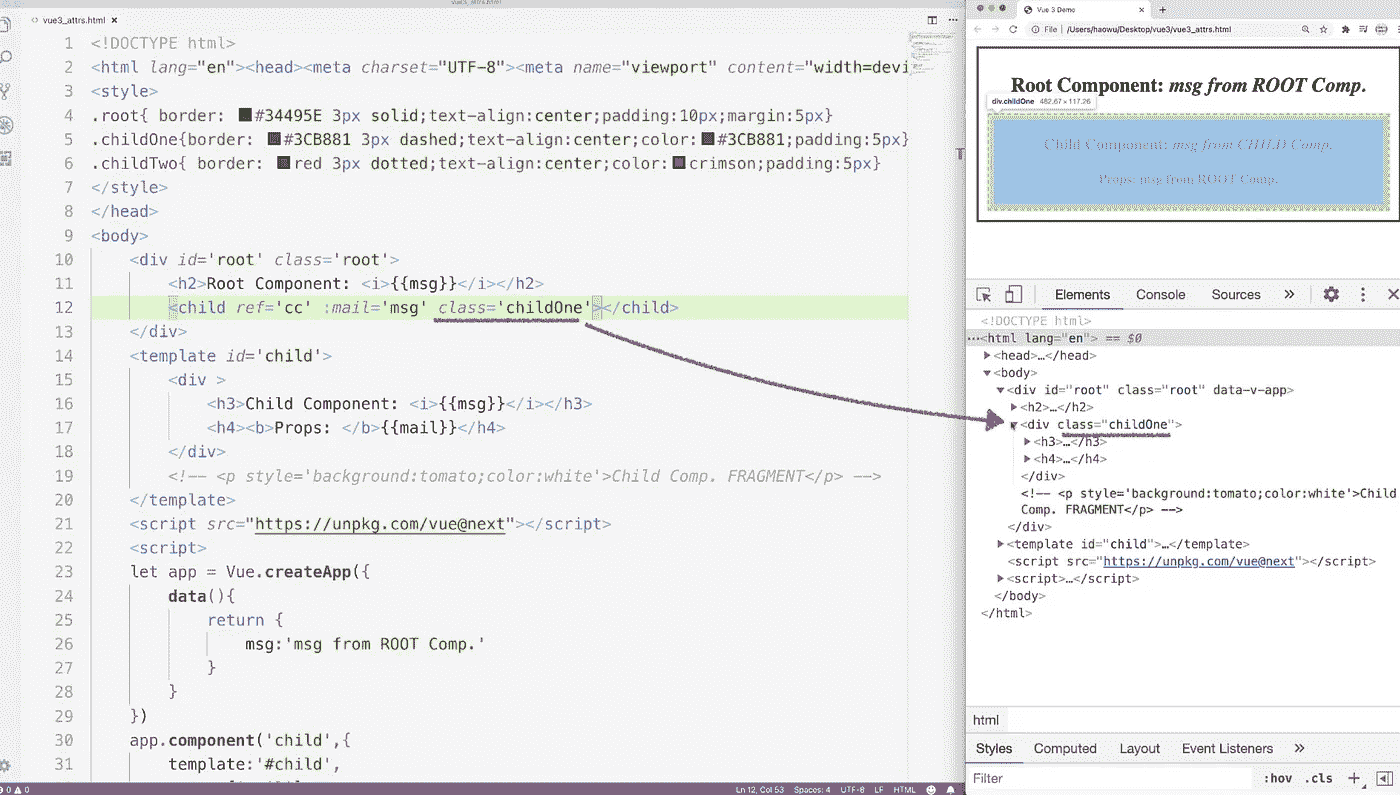 vue3_attrs.html
vue3_attrs.html
1 <!DOCTYPE html>
2 <html lang="en"><head><meta charset="UTF-8"><meta name="viewport" content="width=devi
3 <style>
4 .root{ border: #34495E 3px solid;text-align:center;padding:10px;margin:5px}
5 .childOne{border: #3CB881 3px dashed;text-align:center;color:#3CB881;padding:5px}
6 .childTwo{ border: red 3px dotted;text-align:center;color:crimson;padding:5px}
7 </style>
8 </head>
9 <body>
10 <div id='root' class='root'>
11 <h2>Root Component: <i>{{msg}}</i></h2>
12 <child ref='cc' :mail='msg' class='childOne'></child>
13 </div>
14 <template id='child'>
15 <div >
16 <h3>Child Component: <i>{{msg}}</i></h3>
17 <h4><b>Props: </b>{{mail}}</h4>
18 </div>
19 <!-- <p style='background:tomato;color:white'>Child Comp. FRAGMENT</p> -->
20 </template>
21 <script src="https://unpkg.com/vue@next"></script>
22 <script>
23 let app = Vue.createApp({
24 data(){
25 return {
26 msg:'msg from ROOT Comp.'
27 }
28 }
29 })
30 app.component('child',{
31 template:'#child',
0 0
Ln 12, Col 53 Spaces: 4 UTF-8 LF HTML
Vue 3 Demo
File | /Users/haowu/Desktop/vue3/vue3_attrs.html
Root Component: msg from ROOT Comp.
div.childOne 482.67 × 117.26
Child Component: msg from CHILD Comp.
Props: msg from ROOT Comp.
Elements Console Sources »
<!DOCTYPE html>
⋯<html lang="en"> == $0
<head>…</head>
<body>
<div id="root" class="root" data-v-app>
<h2>…</h2>
<div class="childOne">
<h3>…</h3>
<h4>…</h4>
</div>
<!-- <p style='background:tomato;color:white'>Child
Comp. FRAGMENT</p> -->
</div>
<template id="child">…</template>
<script src="https://unpkg.com/vue@next"></script>
<script>…</script>
</body>
</html>
html
Styles Computed Layout Event Listeners »
Filter :hov .cls +